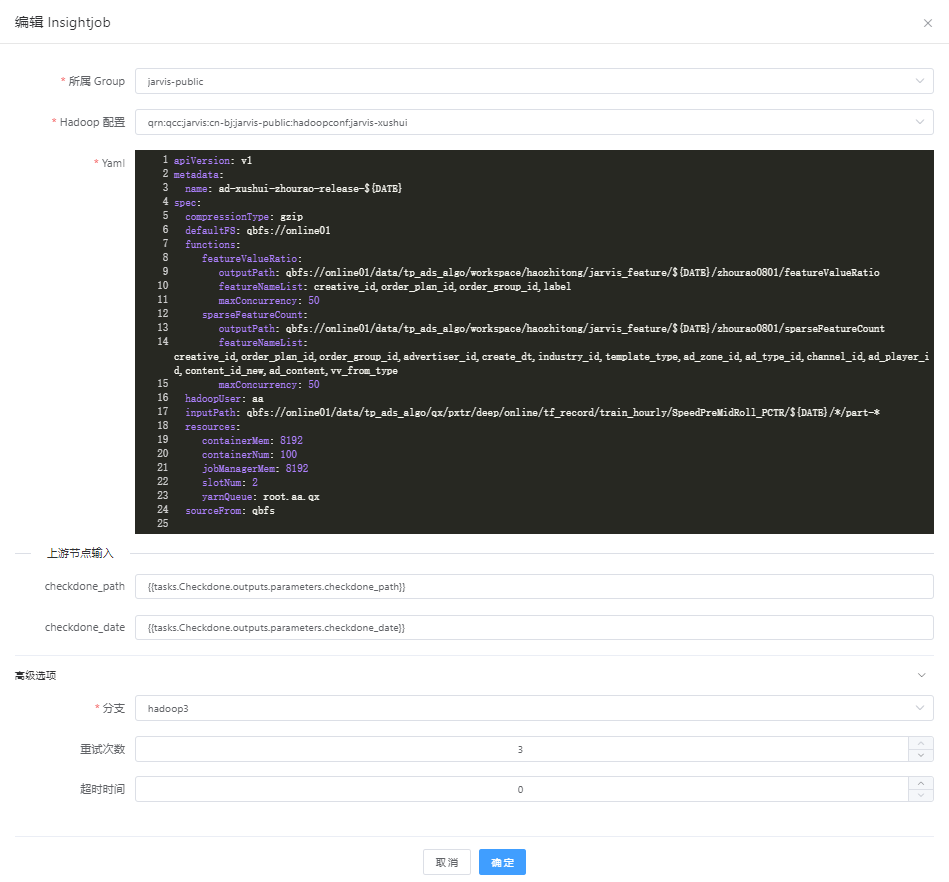 编辑 Insightjob
* 所属 Group
jarvis-public
* Hadoop 配置
qrn:qcc:jarvis:cn-bj:jarvis-public:hadoopconf:jarvis-xushui
* Yaml
1 apiVersion: v1
2 metadata:
3 name: ad-xushui-zhourao-release-${DATE}
4 spec:
5 compressionType: gzip
6 defaultFS: qbfs://online01
7 functions:
8 featureValueRatio:
9 outputPath: qbfs://online01/data/tp_ads_algo/workspace/haozhitong/jarvis_feature/${DATE}/zhourao0801/featureValueRatio
10 featureNameList: creative_id,order_plan_id,order_group_id,label
11 maxConcurrency: 50
12 sparseFeatureCount:
13 outputPath: qbfs://online01/data/tp_ads_algo/workspace/haozhitong/jarvis_feature/${DATE}/zhourao0801/sparseFeatureCount
14 featureNameList:
creative_id,order_plan_id,order_group_id,advertiser_id,create_dt,industry_id,template_type,ad_zone_id,ad_type_id,channel_id,ad_player_i
d,content_id_new,ad_content,vv_from_type
15 maxConcurrency: 50
16 hadoopUser: aa
17 inputPath: qbfs://online01/data/tp_ads_algo/qx/pxtr/deep/online/tf_record/train_hourly/SpeedPreMidRoll_PCTR/${DATE}/*/part-*
18 resources:
19 containerMem: 8192
20 containerNum: 100
21 jobManagerMem: 8192
22 slotNum: 2
23 yarnQueue: root.aa.qx
24 sourceFrom: qbfs
25
上游节点输入
checkdone_path
{{tasks.Checkdone.outputs.parameters.checkdone_path}}
checkdone_date
{{tasks.Checkdone.outputs.parameters.checkdone_date}}
高级选项
* 分支
hadoop3
重试次数
3
超时时间
0
取消
确定